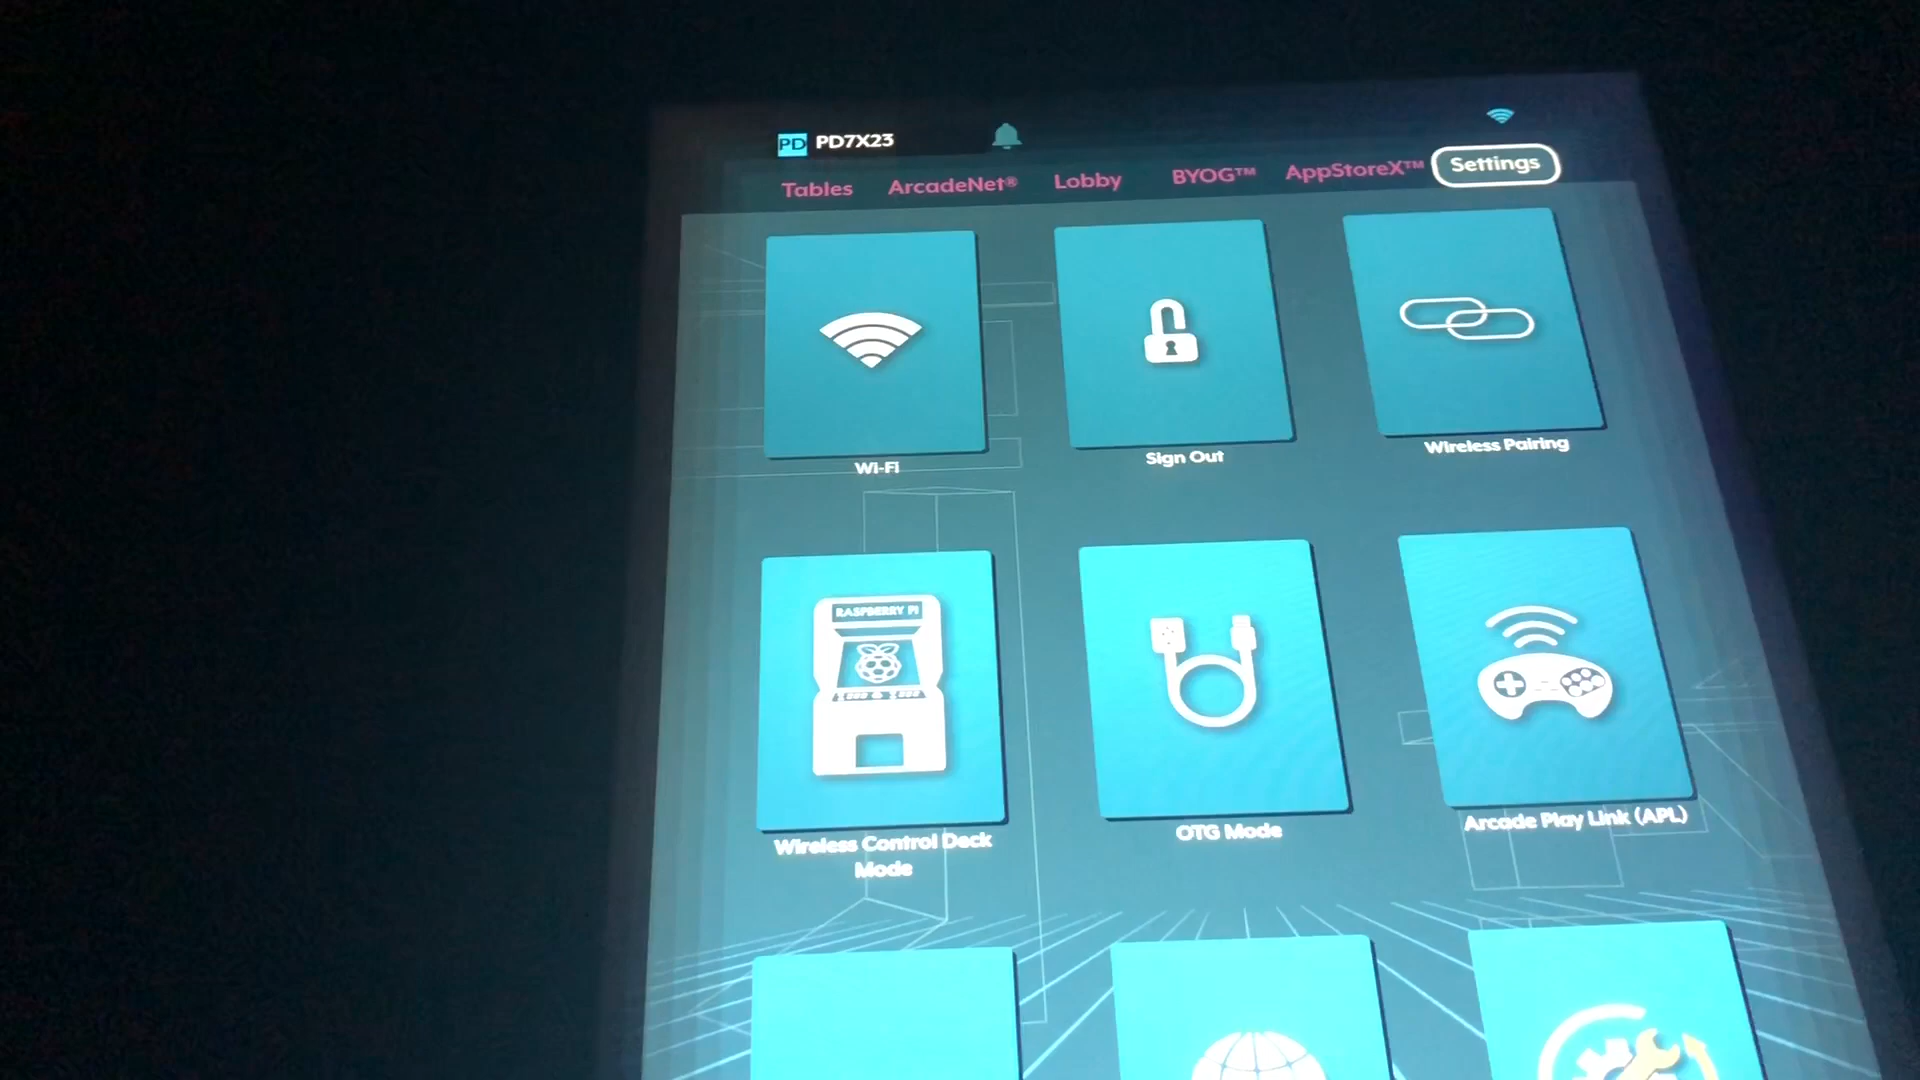 PD PD7X23
Tables ArcadeNet® Lobby BYOG™ AppStoreX™ Settings
Wi-Fi Sign Out Wireless Pairing
RASPBERRY PI
Wireless Control Deck
Mode
OTG Mode
Arcade Play Link (APL)